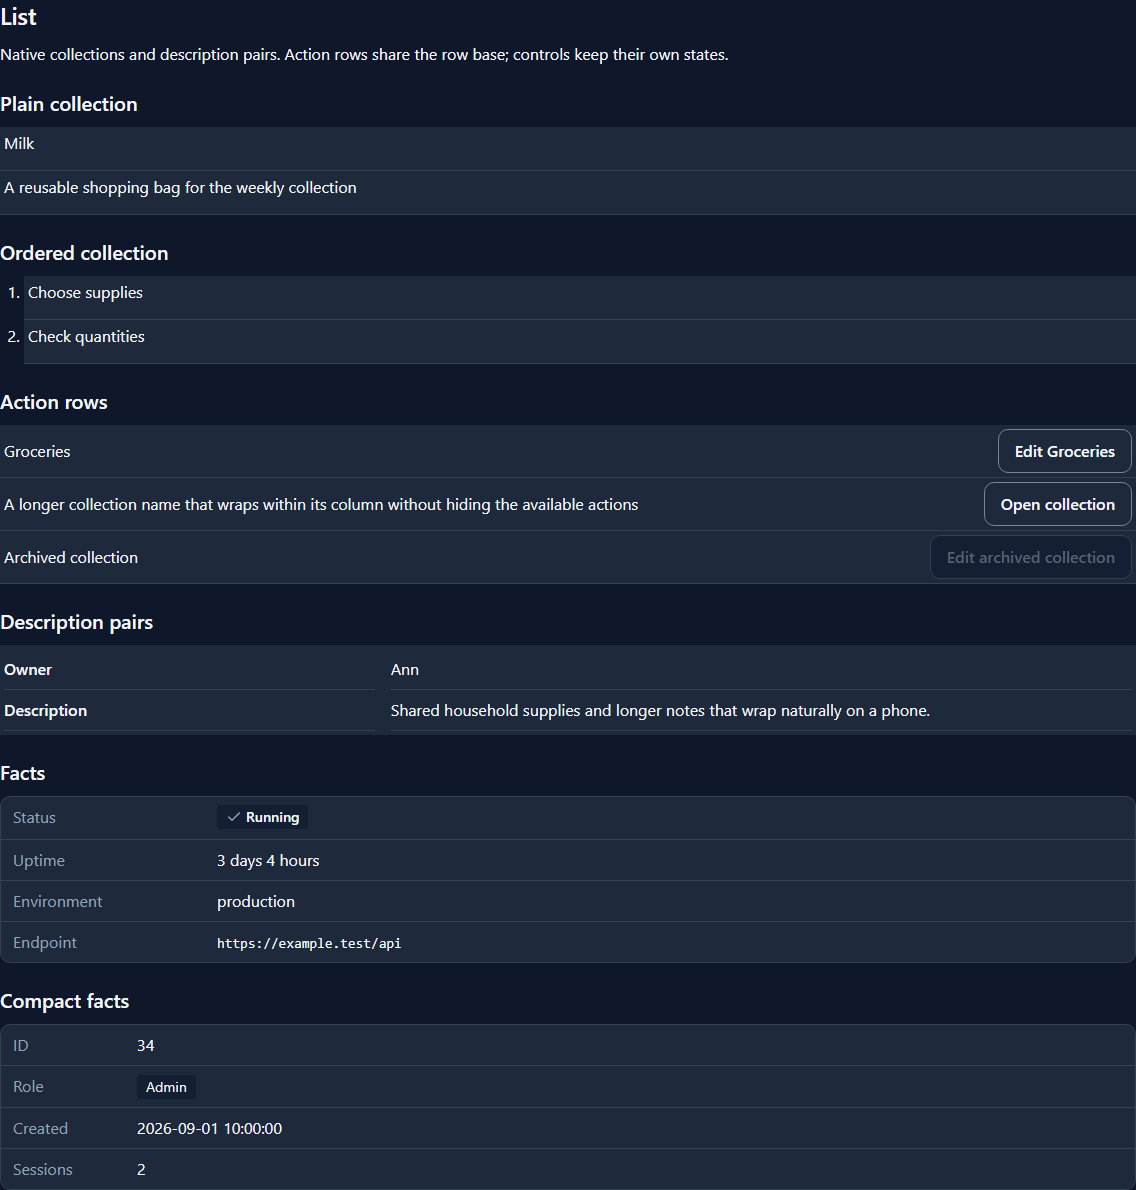 List
Native collections and description pairs. Action rows share the row base; controls keep their own states.
Plain collection
Milk
A reusable shopping bag for the weekly collection
Ordered collection
1. Choose supplies
2. Check quantities
Action rows
Groceries Edit Groceries
A longer collection name that wraps within its column without hiding the available actions Open collection
Archived collection Edit archived collection
Description pairs
Owner Ann
Description Shared household supplies and longer notes that wrap naturally on a phone.
Facts
Status Running
Uptime 3 days 4 hours
Environment production
Endpoint https://example.test/api
Compact facts
ID 34
Role Admin
Created 2026-09-01 10:00:00
Sessions 2